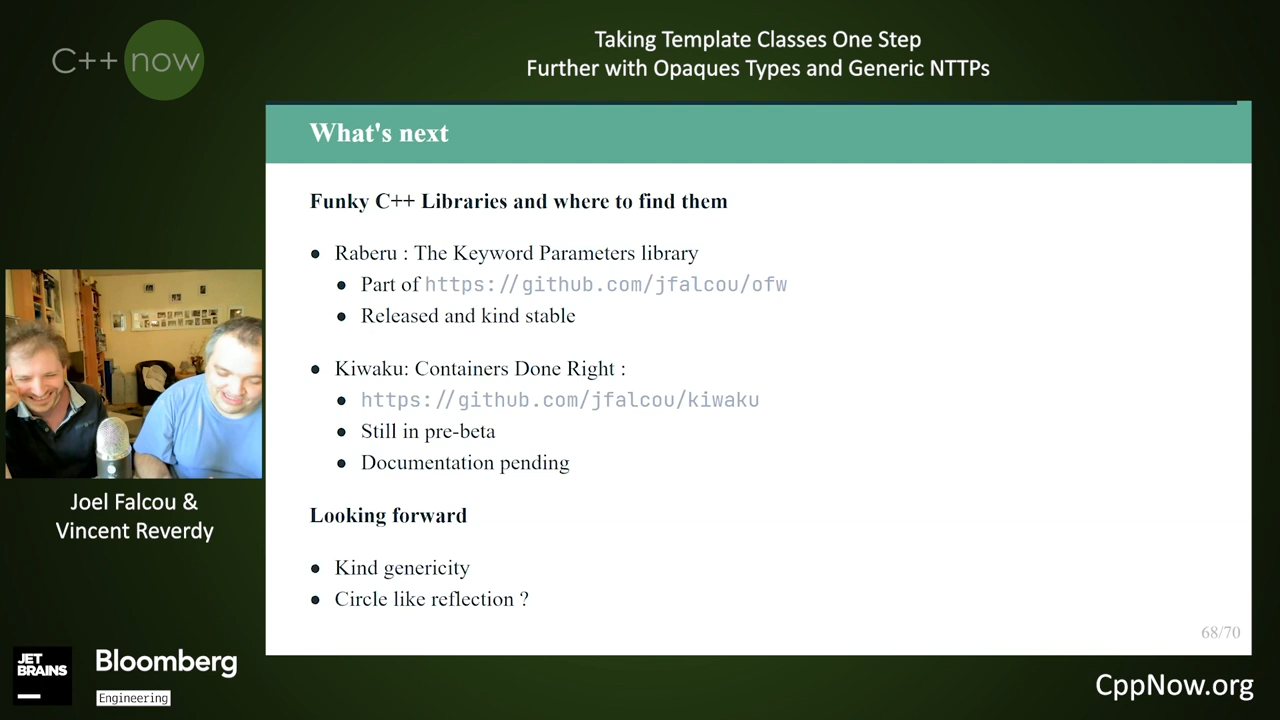 C++ now
Taking Template Classes One Step
Further with Opaques Types and Generic NTTPs
What's next
Funky C++ Libraries and where to find them
Raberu : The Keyword Parameters library
Part of https://github.com/jfalcou/ofw
Released and kind stable
Kiwaku: Containers Done Right :
https://github.com/jfalcou/kiwaku
Still in pre-beta
Documentation pending
Looking forward
Kind genericity
Circle like reflection ?
68/70
Joel Falcou &
Vincent Reverdy
JET
BRAINS
Bloomberg
Engineering
CppNow.org